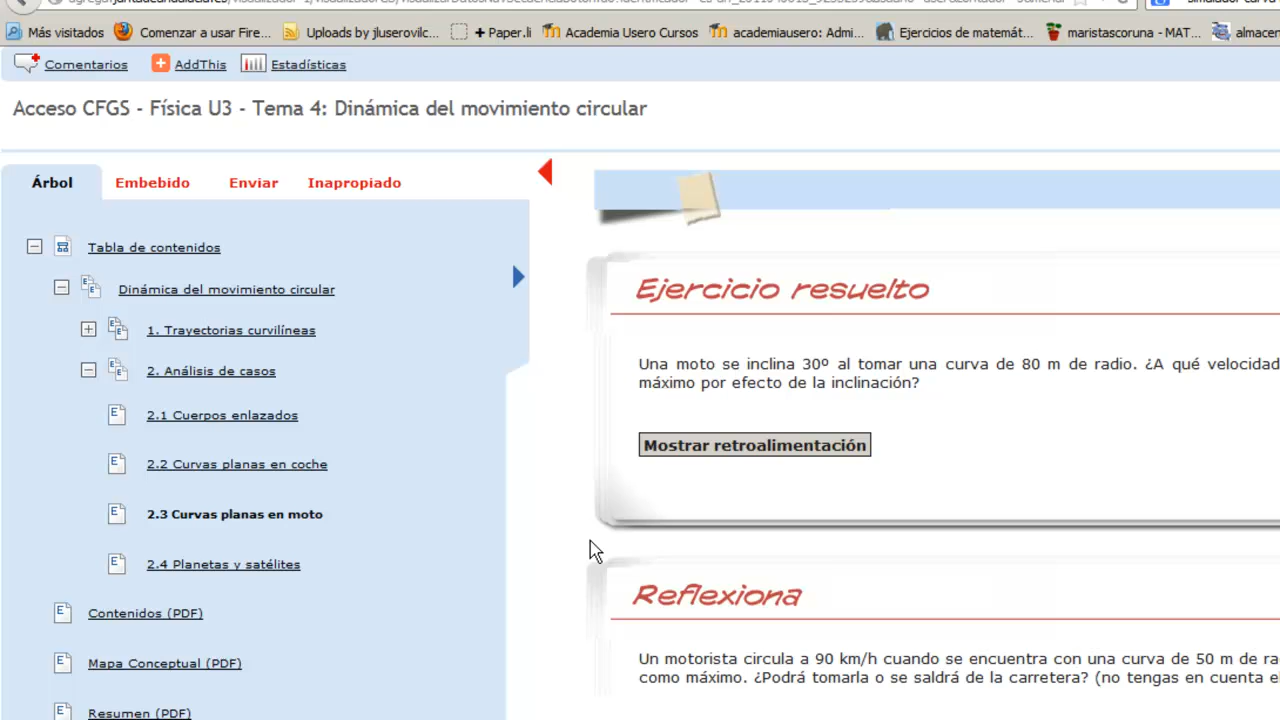 Más visitados
Comenzar a usar Fire...
Uploads by jluserovilc...
Paper.li
Academia Usero Cursos
academiausero: Admi...
Ejercicios de matemát...
maristascoruna - MAT...
almacen
Comentarios
AddThis
Estadísticas
Acceso CFGS - Física U3 - Tema 4: Dinámica del movimiento circular
Árbol
Embebido
Enviar
Inapropiado
Tabla de contenidos
Dinámica del movimiento circular
1. Trayectorias curvilíneas
2. Análisis de casos
2.1 Cuerpos enlazados
2.2 Curvas planas en coche
2.3 Curvas planas en moto
2.4 Planetas y satélites
Contenidos (PDF)
Mapa Conceptual (PDF)
Resumen (PDF)
Ejercicio resuelto
Una moto se inclina 30º al tomar una curva de 80 m de radio. ¿A qué velocidad
máximo por efecto de la inclinación?
Mostrar retroalimentación
Reflexiona
Un motorista circula a 90 km/h cuando se encuentra con una curva de 50 m de ra
como máximo. ¿Podrá tomarla o se saldrá de la carretera? (no tengas en cuenta el